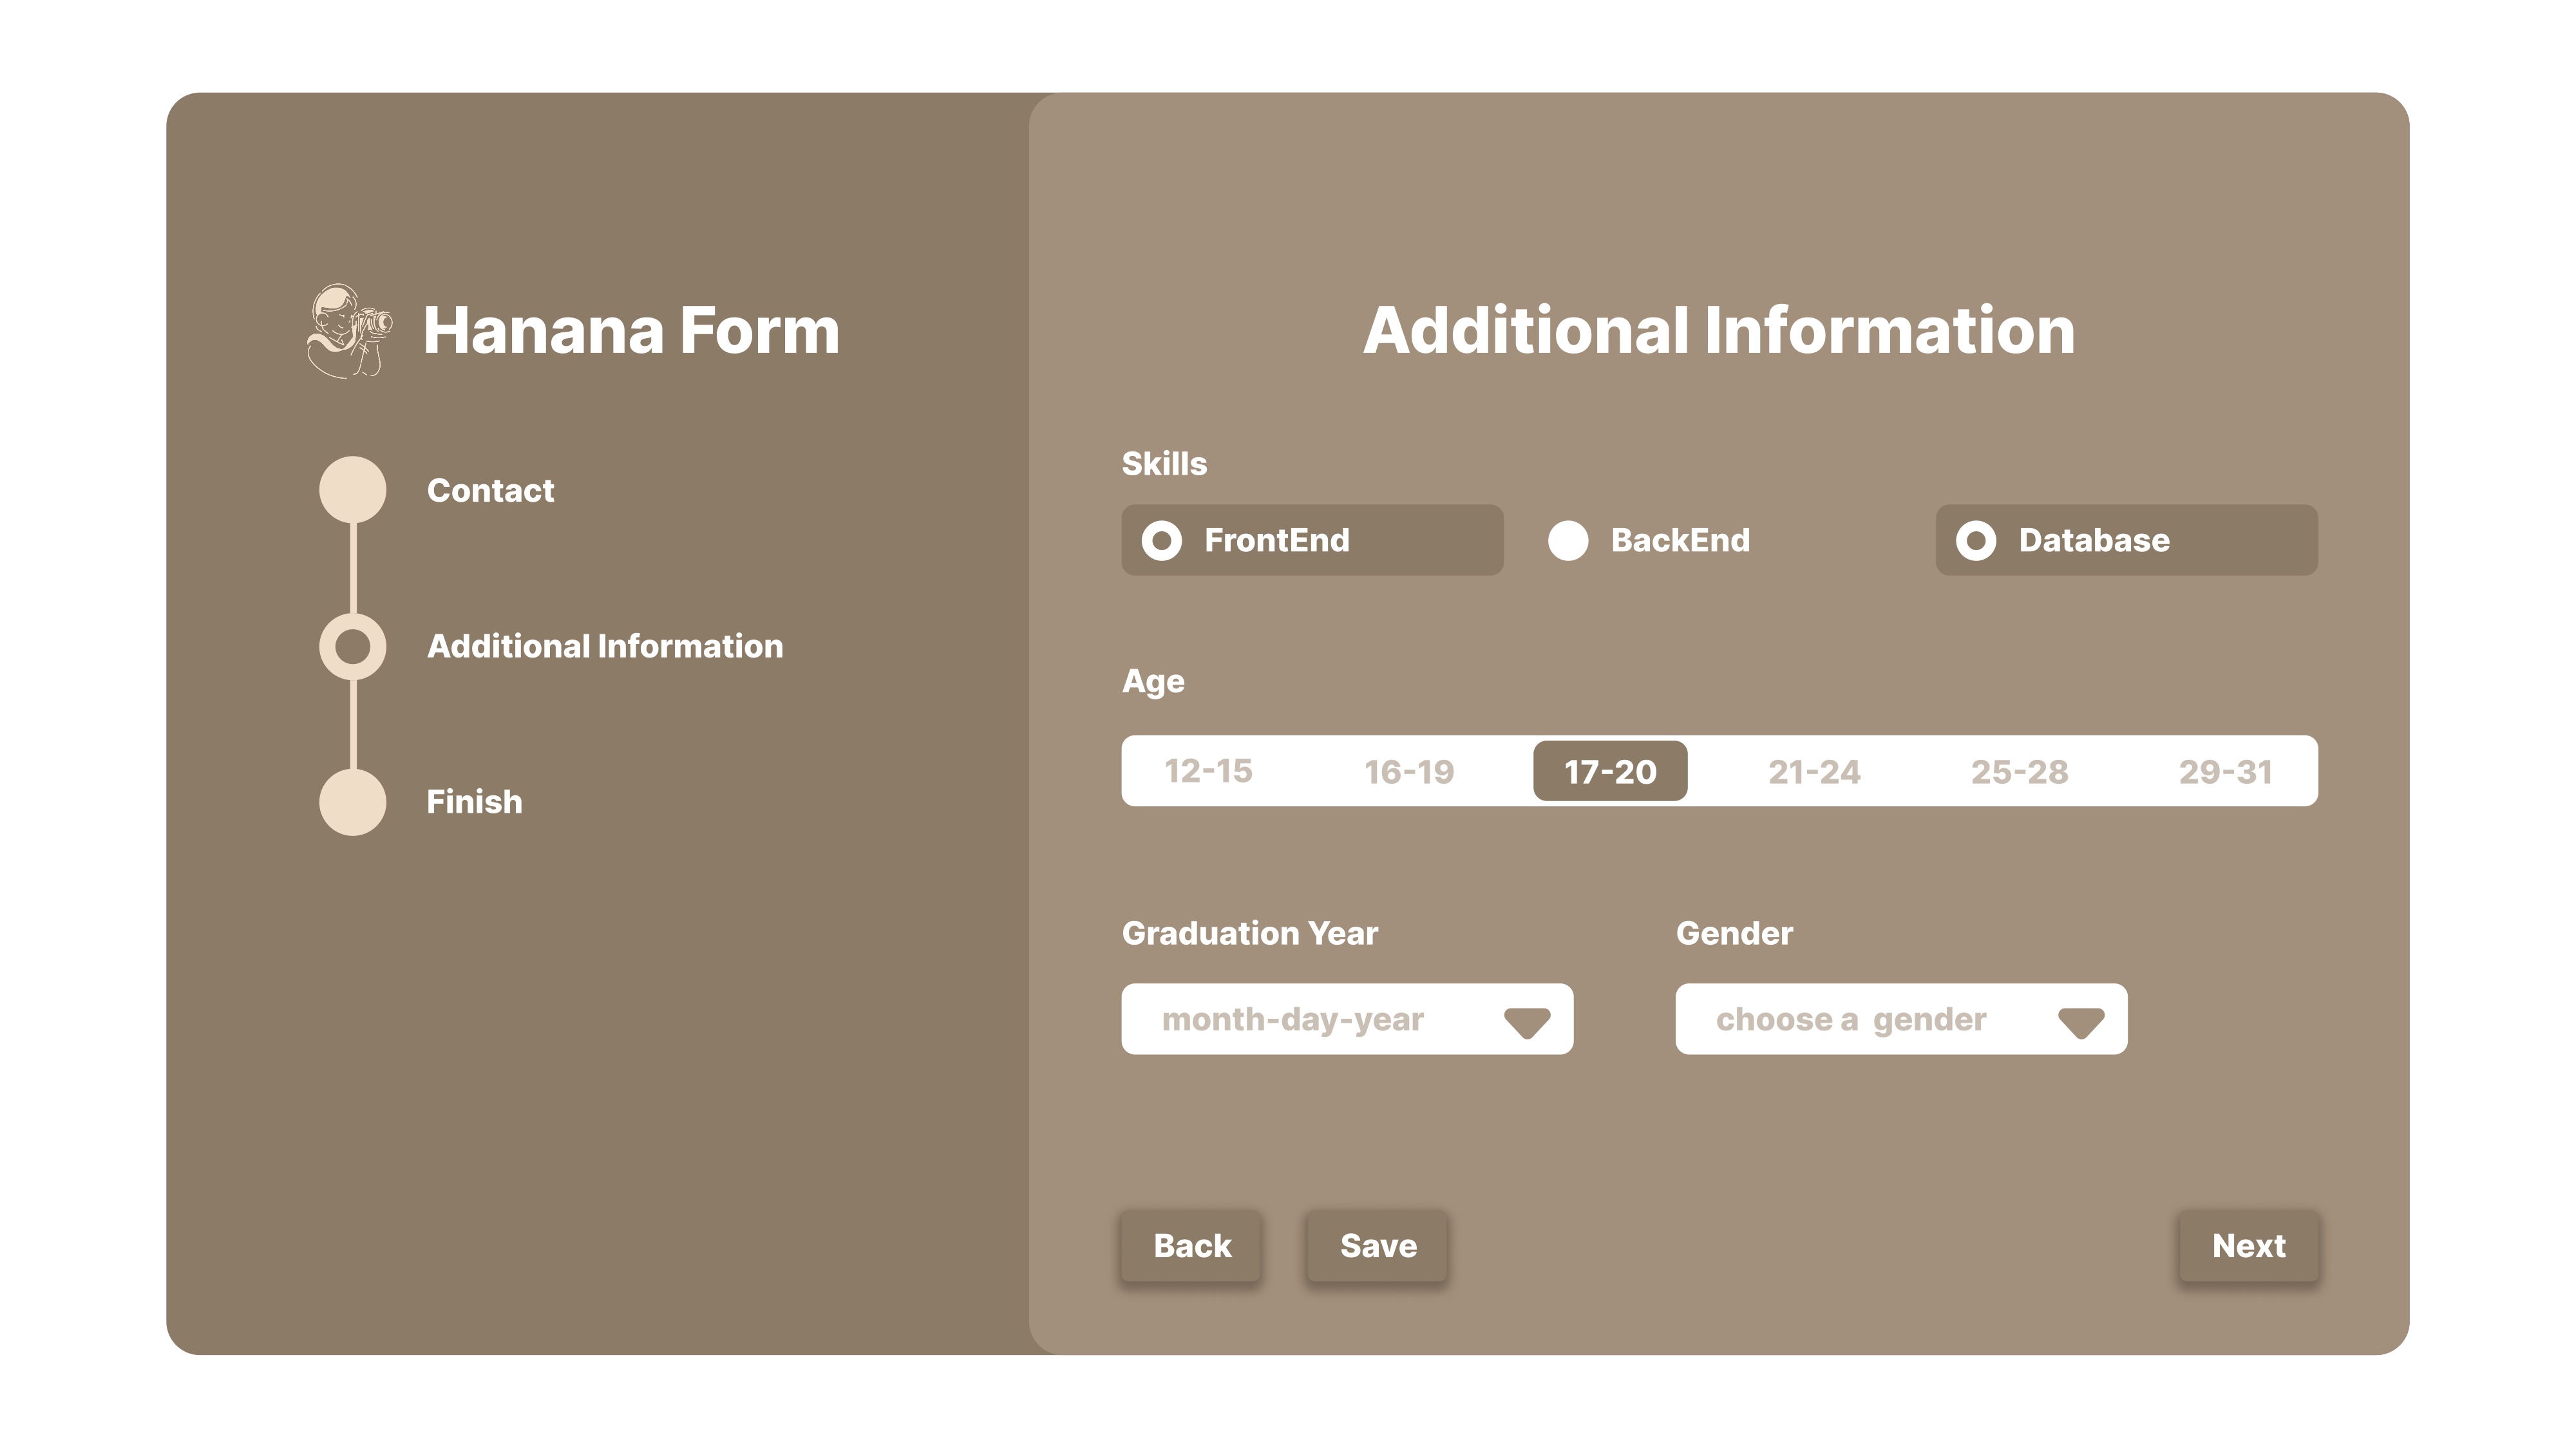 Hanana Form
Contact
Additional Information
Finish
Additional Information
Skills
FrontEnd BackEnd Database
Age
12-15 16-19 17-20 21-24 25-28 29-31
Graduation Year Gender
month-day-year choose a gender
Back Save Next